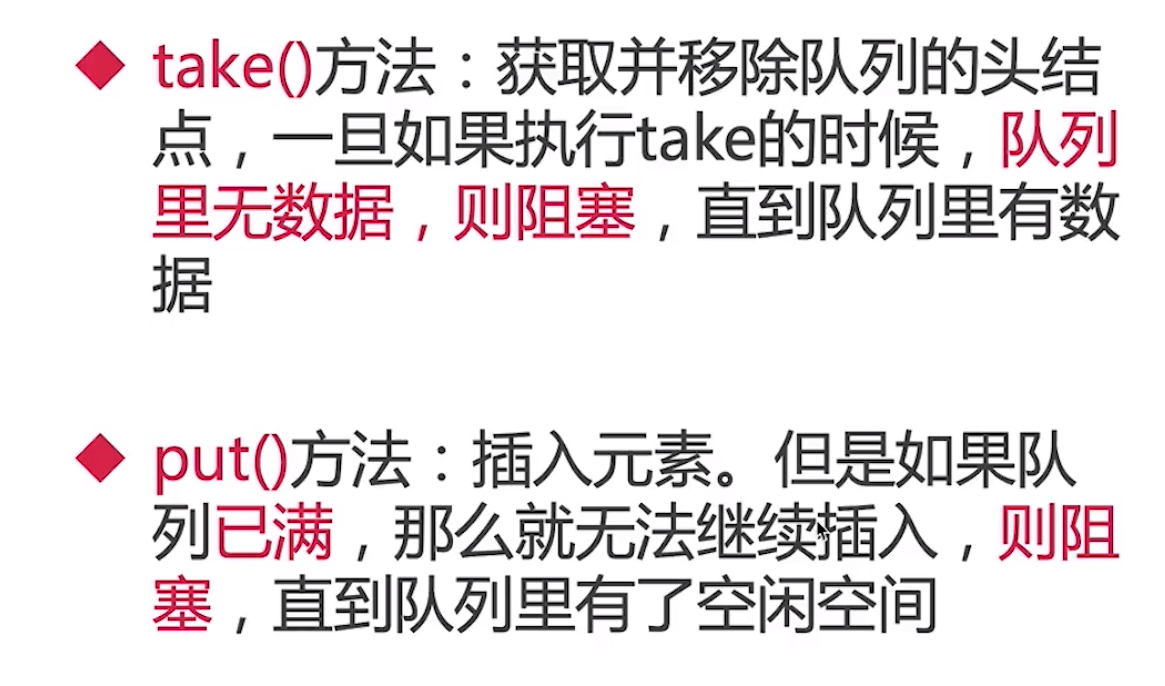 take()方法：获取并移除队列的头结
点，一旦如果执行take的时候，队列
里无数据，则阻塞，直到队列里有数
据
put()方法：插入元素。但是如果队
列已满，那么就无法继续插入，则阻
塞，直到队列里有了空闲空间